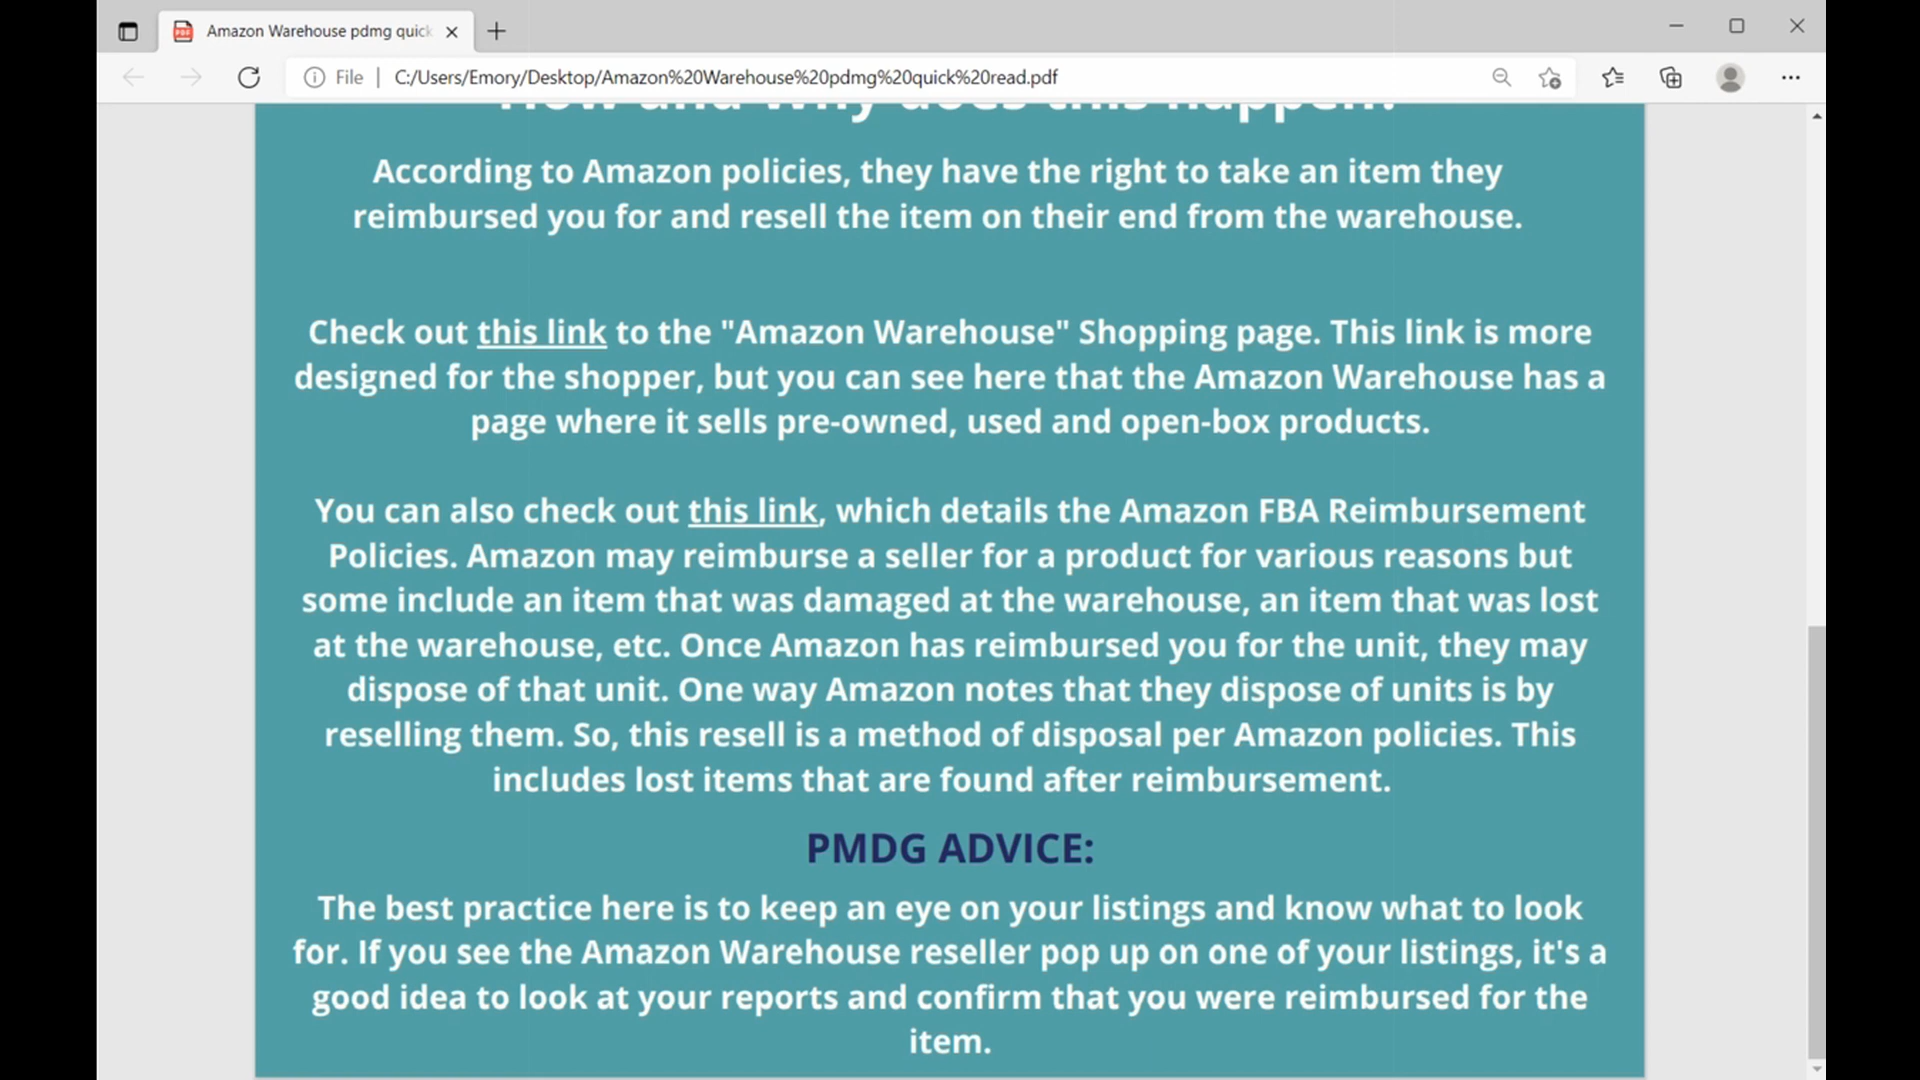 Amazon Warehouse pdmg quick
File | C:/Users/Emory/Desktop/Amazon%20Warehouse%20pdmg%20quick%20read.pdf
How and why does this happen?
According to Amazon policies, they have the right to take an item they
reimbursed you for and resell the item on their end from the warehouse.
Check out this link to the "Amazon Warehouse" Shopping page. This link is more
designed for the shopper, but you can see here that the Amazon Warehouse has a
page where it sells pre-owned, used and open-box products.
You can also check out this link, which details the Amazon FBA Reimbursement
Policies. Amazon may reimburse a seller for a product for various reasons but
some include an item that was damaged at the warehouse, an item that was lost
at the warehouse, etc. Once Amazon has reimbursed you for the unit, they may
dispose of that unit. One way Amazon notes that they dispose of units is by
reselling them. So, this resell is a method of disposal per Amazon policies. This
includes lost items that are found after reimbursement.
PMDG ADVICE:
The best practice here is to keep an eye on your listings and know what to look
for. If you see the Amazon Warehouse reseller pop up on one of your listings, it's a
good idea to look at your reports and confirm that you were reimbursed for the
item.